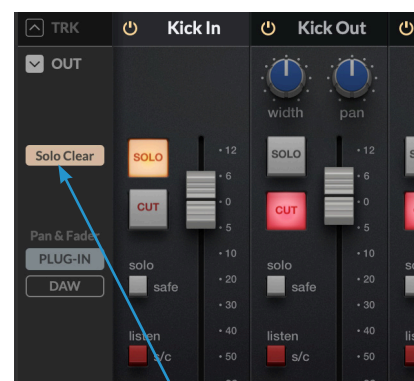 TRK
Kick In
Kick Out
OUT
width
pan
Solo Clear
SOLO
12
SOLO
12
6
6
CUT
0
CUT
0
5
5
Pan & Fader
10
10
PLUG-IN
solo
solo
DAW
safe
20
safe
20
30
30
listen
40
listen
40
s/c
50
s/c
50